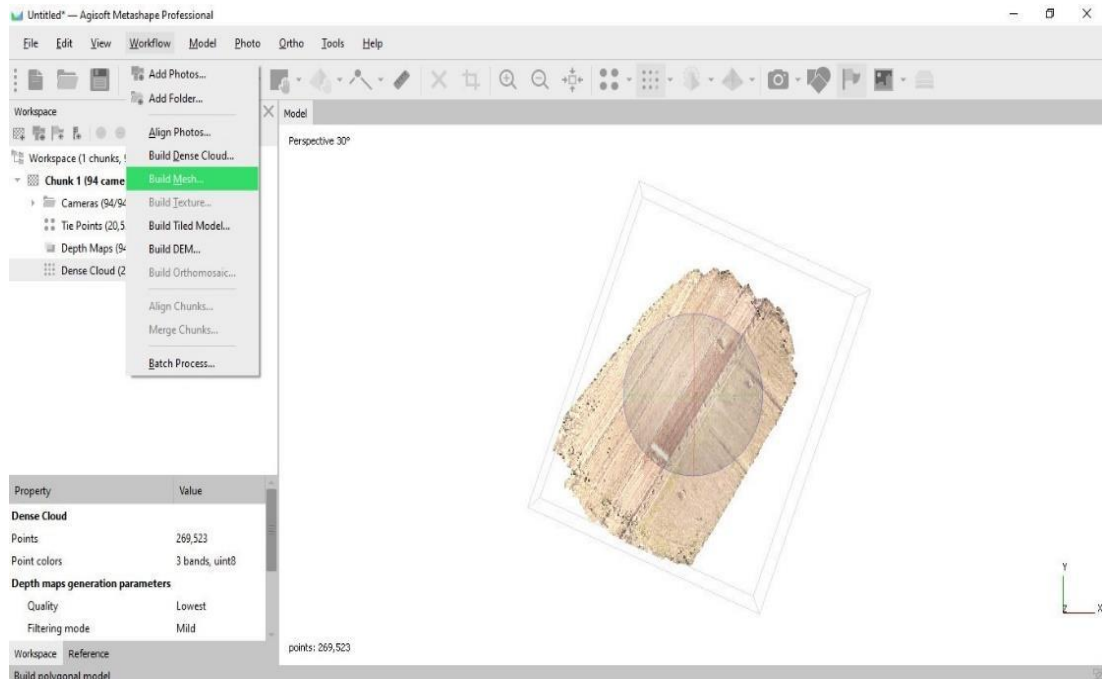 Untitled* — Agisoft Metashape Professional
File Edit View Workflow Model Photo Ortho Tools Help
Add Photos...
Add Folder...
Align Photos...
Build Dense Cloud...
Build Mesh...
Build Texture...
Build Tiled Model...
Build DEM...
Build Orthomosaic...
Align Chunks...
Merge Chunks...
Batch Process...
Workspace
Workspace (1 chunks,
Chunk 1 (94 came
Cameras (94/94
Tie Points (20,5
Depth Maps (94
Dense Cloud (2
Model
Perspective 30°
Y
Z X
points: 269,523
Property Value
Dense Cloud
Points 269,523
Point colors 3 bands, uint8
Depth maps generation parameters
Quality Lowest
Filtering mode Mild
Workspace Reference
Build polygonal model